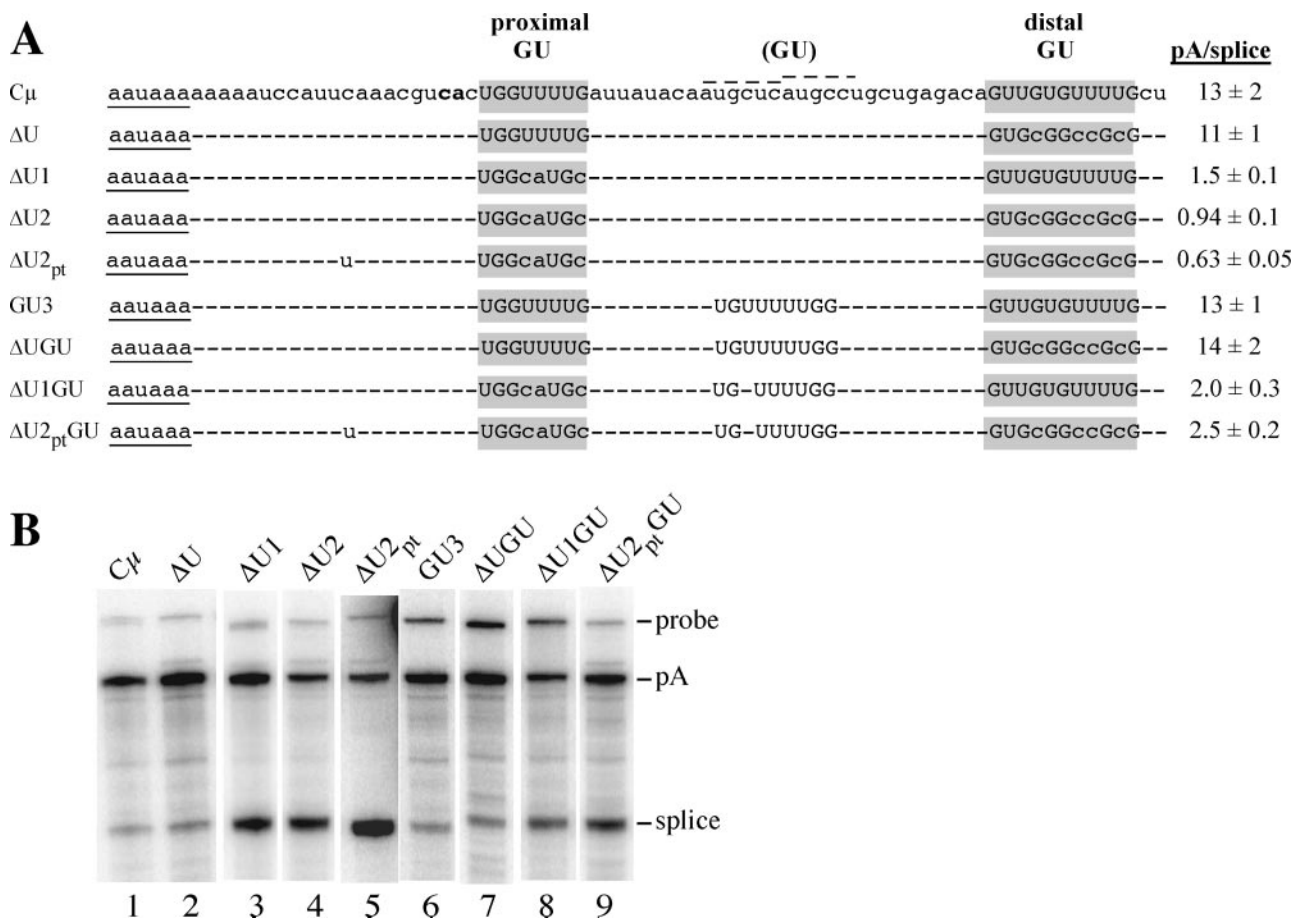 A
proximal GU (GU) distal GU pA/splice
Cμ aauaaaaaaauccauucaaacgucacUGGUUUUGauuauacaaugcucaugccugcugagacaGUUGUGUUUUGcu 13 ± 2
ΔU aauaaa---------------------UGGUUUUG-----------------------------GUGcGGccGcG-- 11 ± 1
ΔU1 aauaaa---------------------UGGcaUGc-----------------------------GUUGUGUUUUG-- 1.5 ± 0.1
ΔU2 aauaaa---------------------UGGcaUGc-----------------------------GUGcGGccGcG-- 0.94 ± 0.1
ΔU2pt aauaaa-----------u---------UGGcaUGc-----------------------------GUGcGGccGcG-- 0.63 ± 0.05
GU3 aauaaa---------------------UGGUUUUG---------UGUUUUUGG-----------GUUGUGUUUUG-- 13 ± 1
ΔUGU aauaaa---------------------UGGUUUUG---------UGUUUUUGG-----------GUGcGGccGcG-- 14 ± 2
ΔU1GU aauaaa---------------------UGGcaUGc---------UG-UUUUGG-----------GUUGUGUUUUG-- 2.0 ± 0.3
ΔU2ptGU aauaaa-----------u---------UGGcaUGc---------UG-UUUUGG-----------GUGcGGccGcG-- 2.5 ± 0.2
B
Cμ ΔU ΔU1 ΔU2 ΔU2pt GU3 ΔUGU ΔU1GU ΔU2ptGU
probe
pA
splice
1 2 3 4 5 6 7 8 9